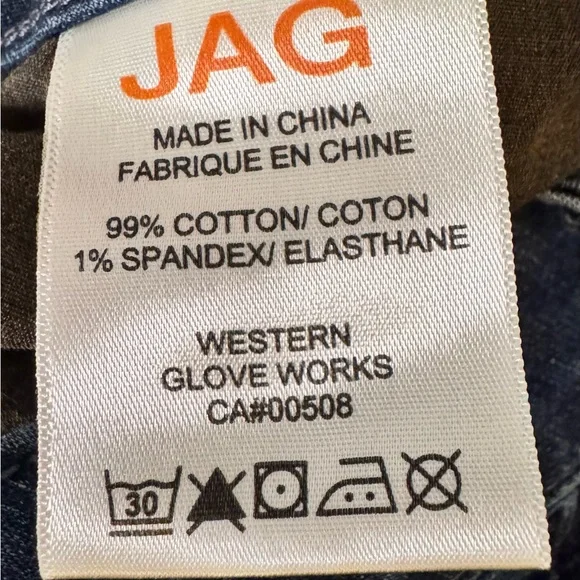 JAG
MADE IN CHINA
FABRIQUE EN CHINE
99% COTTON/ COTON
1% SPANDEX/ ELASTHANE
WESTERN
GLOVE WORKS
CA#00508
30